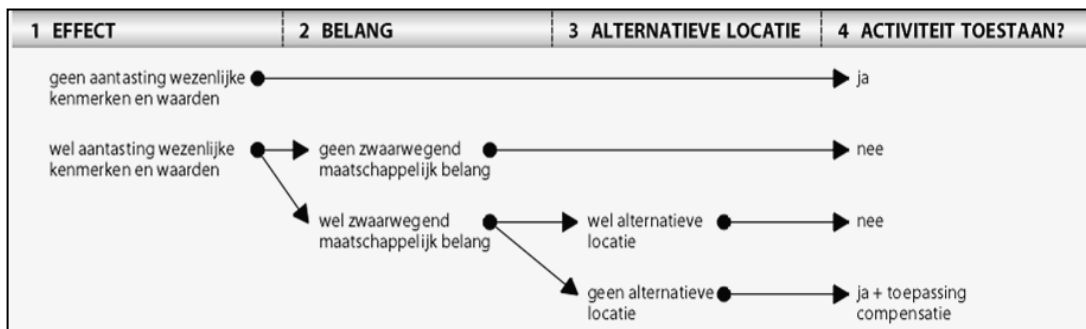 1 EFFECT 2 BELANG 3 ALTERNATIEVE LOCATIE 4 ACTIVITEIT TOESTAAN?
geen aantasting wezenlijke
kenmerken en waarden
ja
wel aantasting wezenlijke
kenmerken en waarden
geen zwaarwegend
maatschappelijk belang
nee
wel zwaarwegend
maatschappelijk belang
wel alternatieve
locatie
nee
geen alternatieve
locatie
ja + toepassing
compensatie